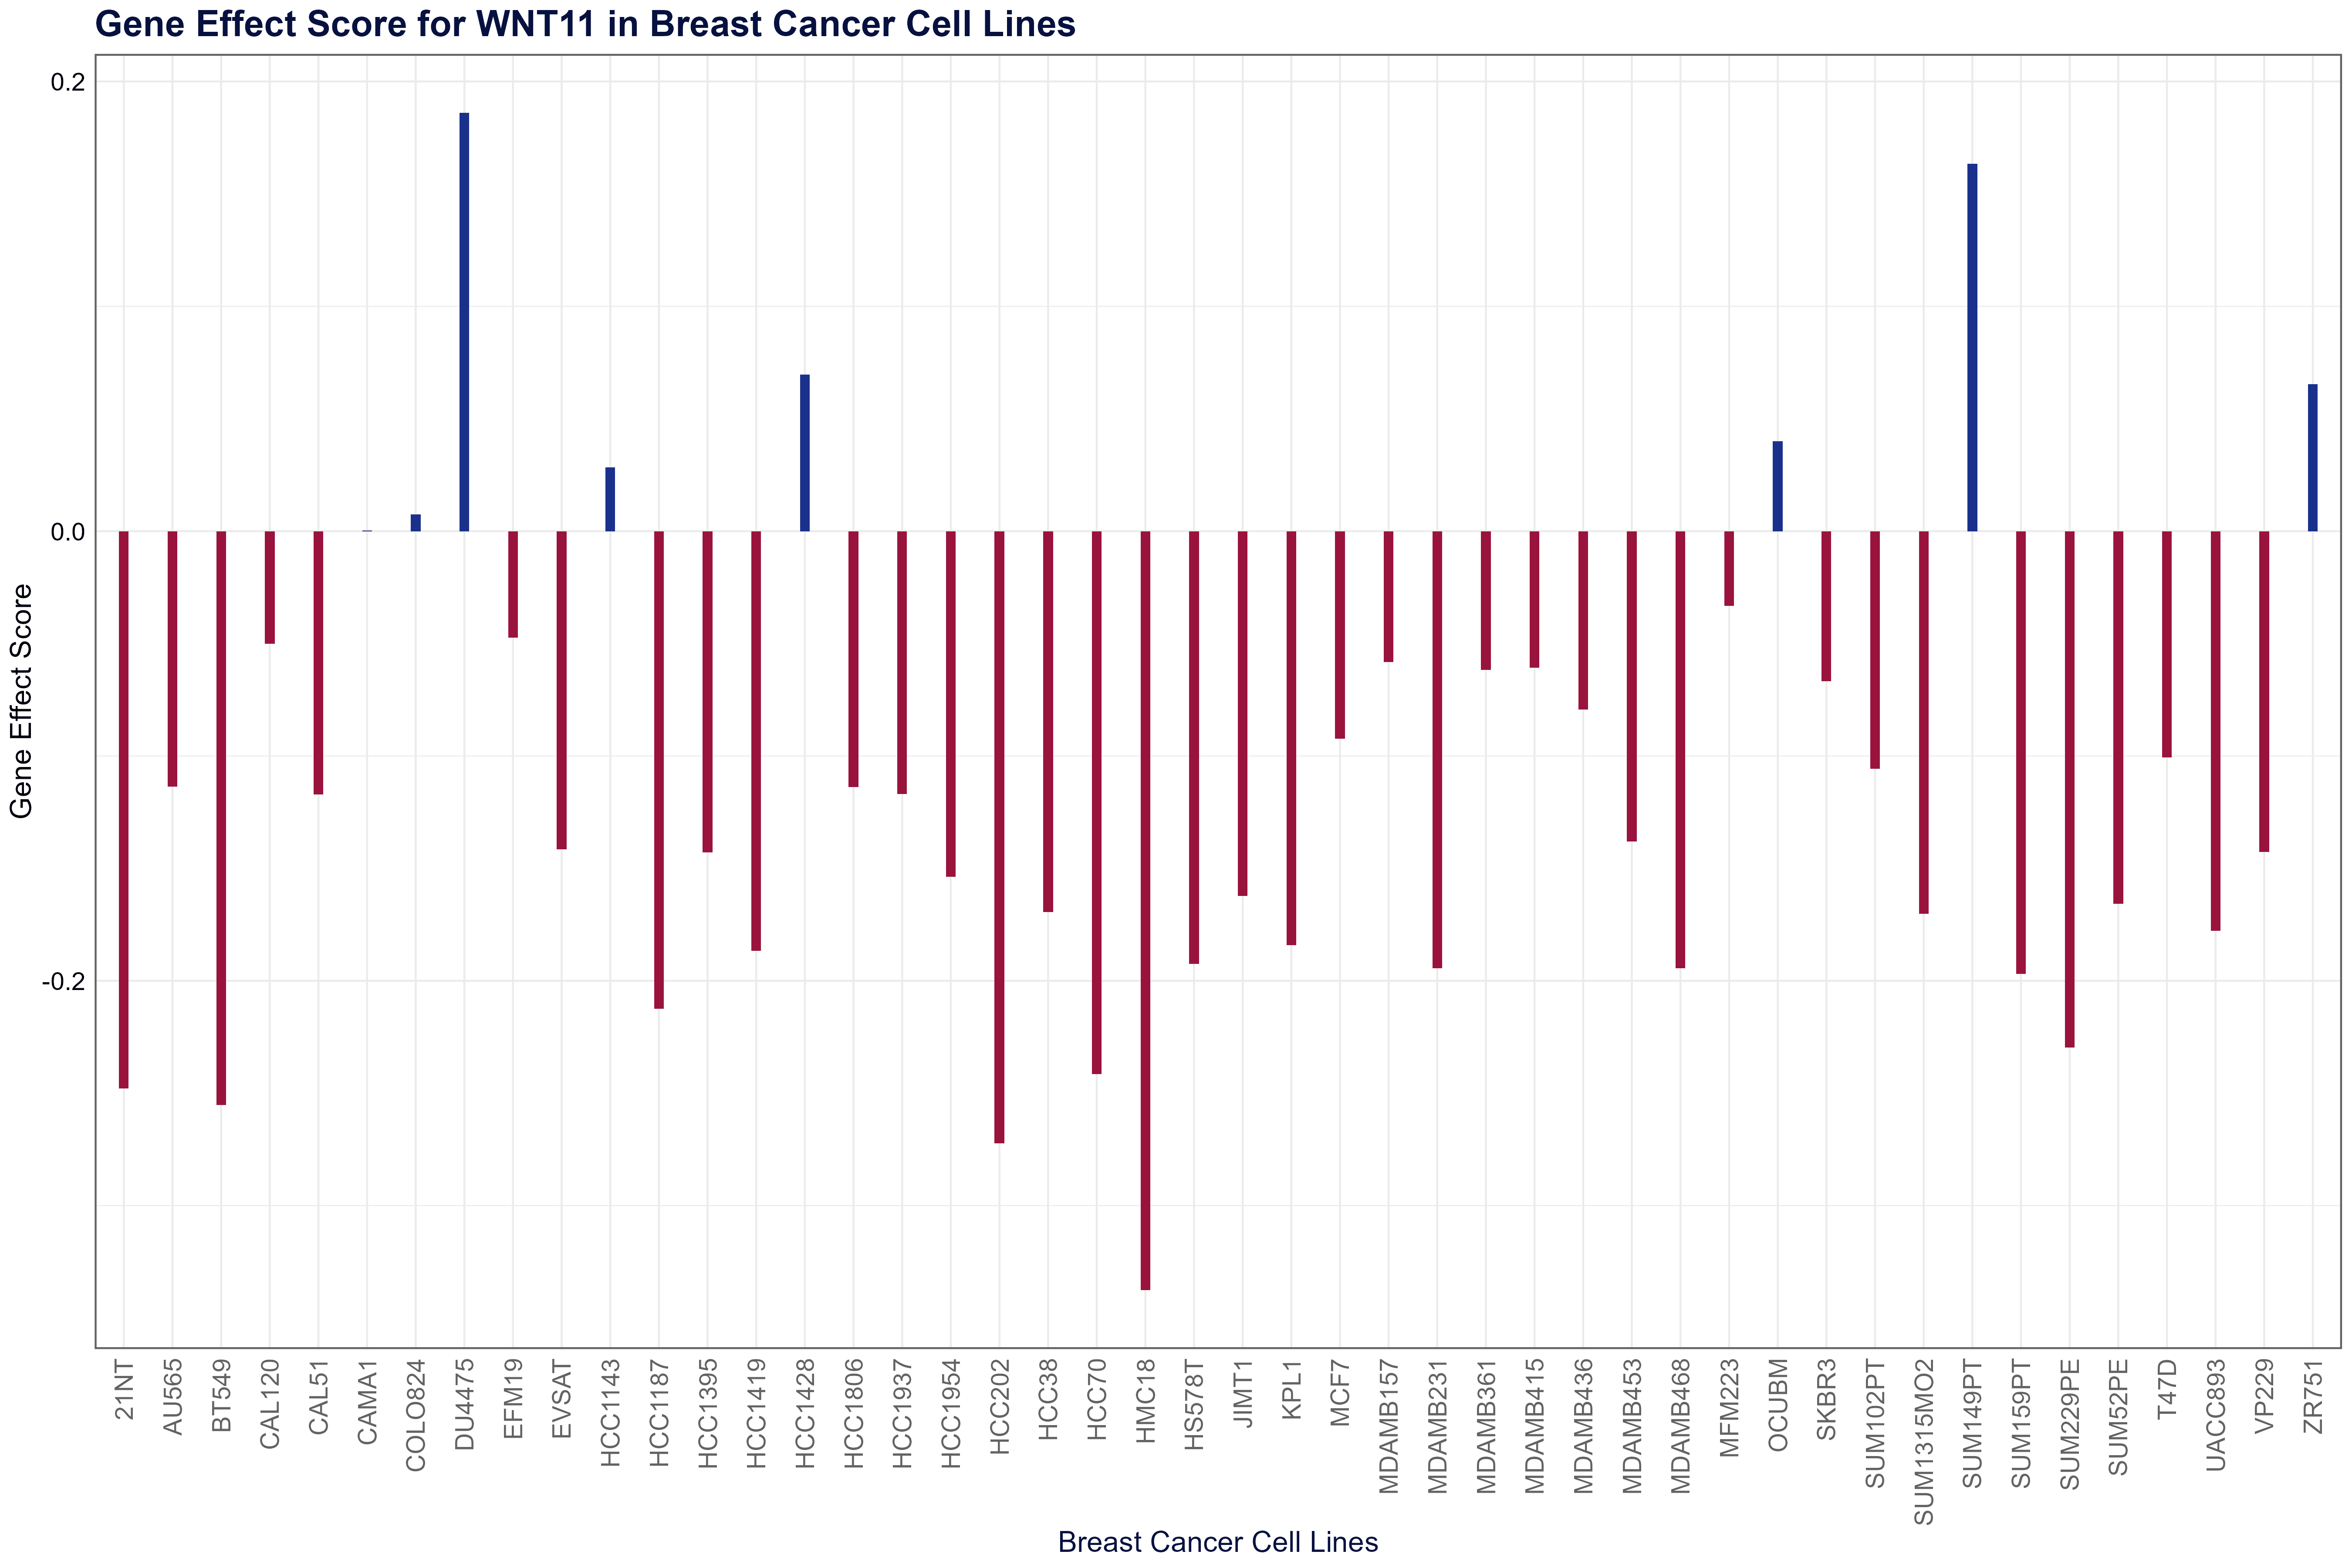 Gene Effect Score for WNT11 in Breast Cancer Cell Lines
0.2
0.0
-0.2
Gene Effect Score
21NT
AU565
BT549
CAL120
CAL51
CAMA1
COLO824
DU4475
EFM19
EVSAT
HCC1143
HCC1187
HCC1395
HCC1419
HCC1428
HCC1806
HCC1937
HCC1954
HCC202
HCC38
HCC70
HMC18
HS578T
JIMT1
KPL1
MCF7
MDAMB157
MDAMB231
MDAMB361
MDAMB415
MDAMB436
MDAMB453
MDAMB468
MFM223
OCUBM
SKBR3
SUM102PT
SUM1315MO2
SUM149PT
SUM159PT
SUM229PE
SUM52PE
T47D
UACC893
VP229
ZR751
Breast Cancer Cell Lines